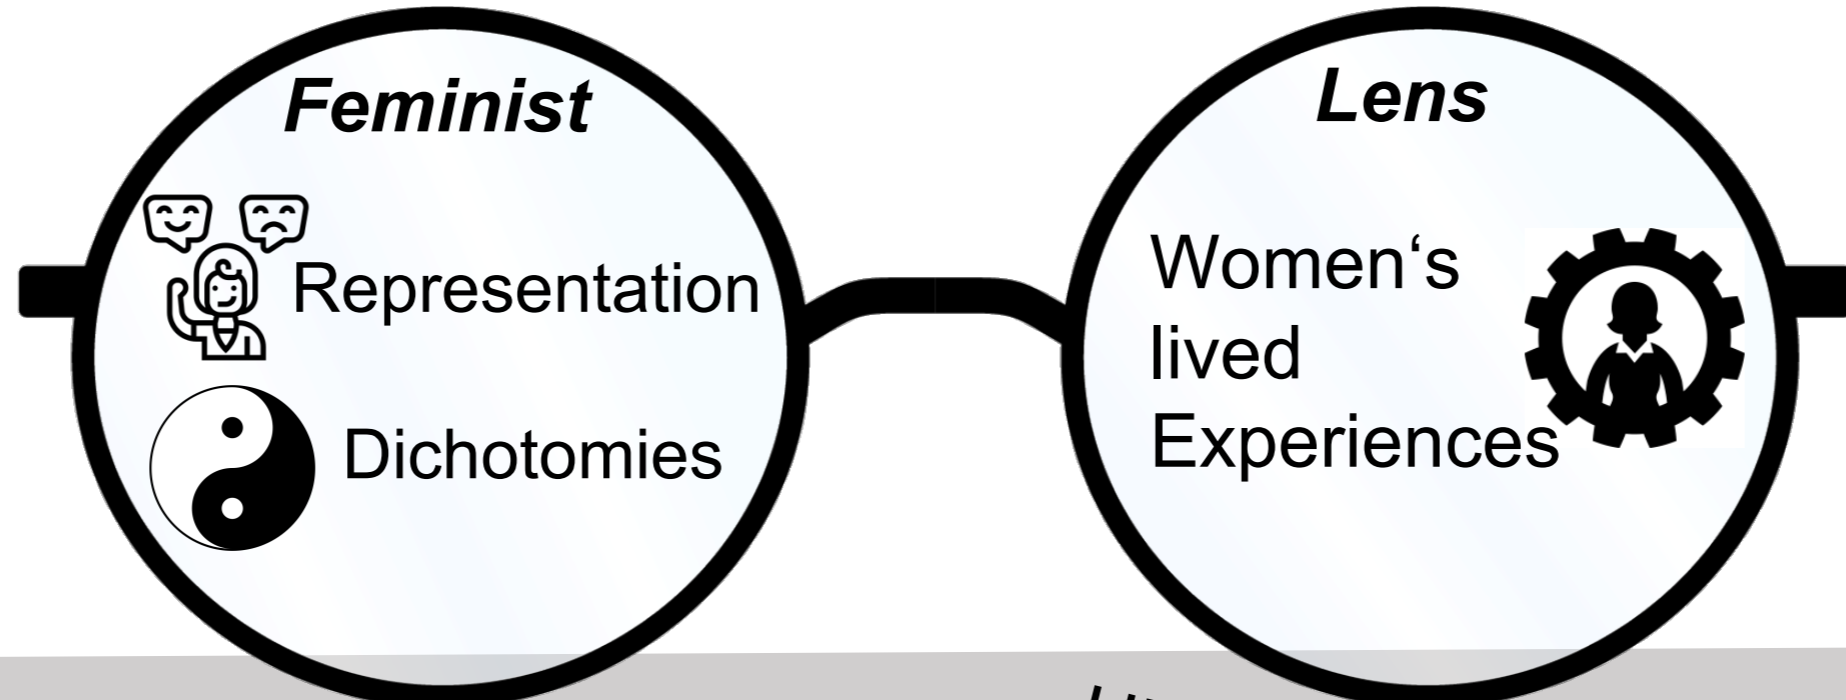 Feminist
Representation
Dichotomies
Lens
Women‘s
lived
Experiences